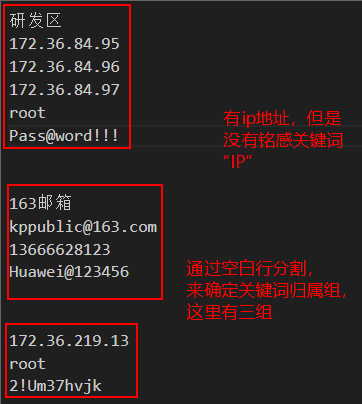 研发区
172.36.84.95
172.36.84.96
172.36.84.97
root
Pass@word!!!
有ip地址，但是
没有铭感关键词
“IP”
163邮箱
kppublic@163.com
13666628123
Huawei@123456
通过空白行分割，
来确定关键词归属组，
这里有三组
172.36.219.13
root
2!Um37hvjk